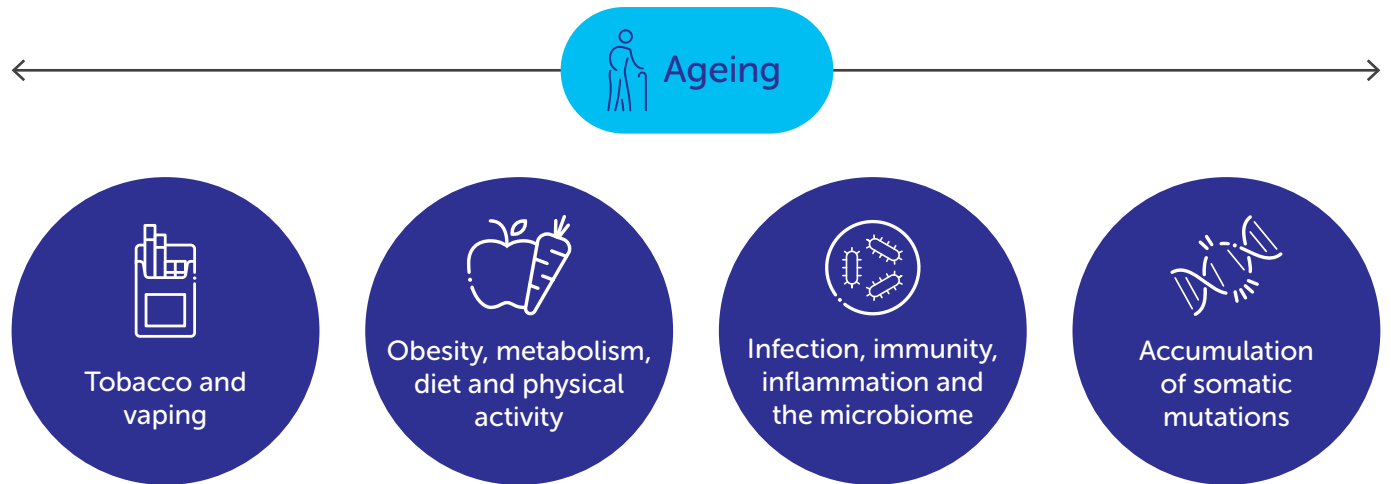 Ageing
Tobacco and
vaping
Obesity, metabolism,
diet and physical
activity
Infection, immunity,
inflammation and
the microbiome
Accumulation
of somatic
mutations